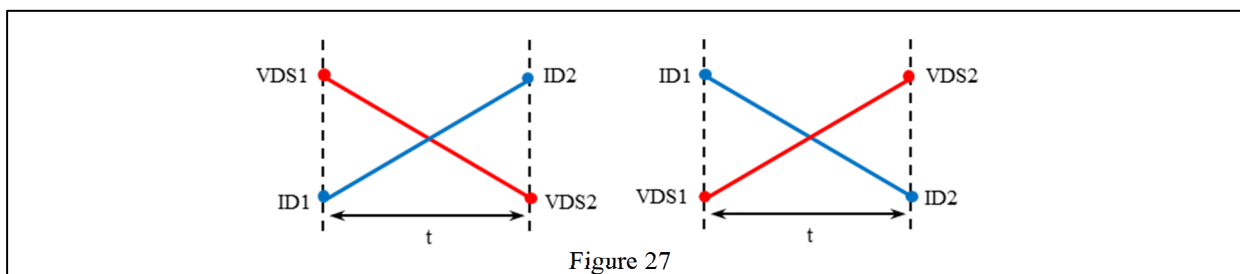 VDS1
ID2
ID1
VDS2
t
ID1
VDS2
VDS1
ID2
t
Figure 27